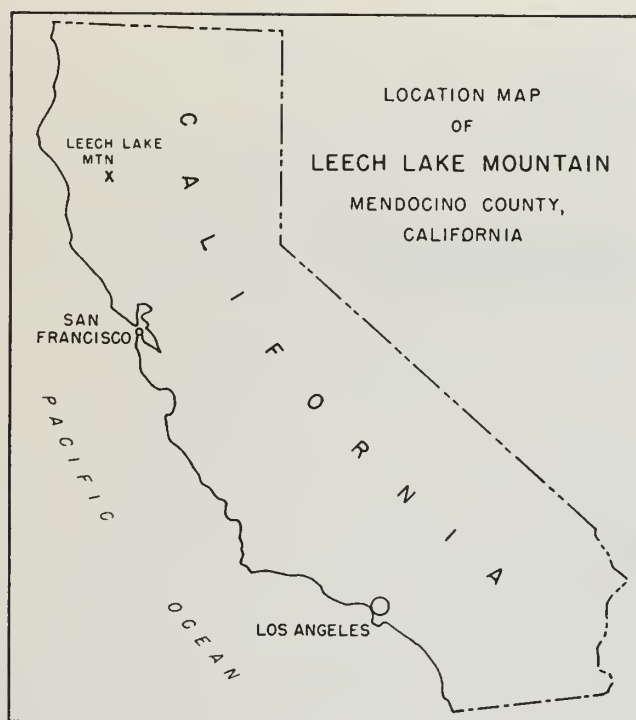 LOCATION MAP
OF
LEECH LAKE MOUNTAIN
MENDOCINO COUNTY,
CALIFORNIA
LEECH LAKE
MTN
X
CALIFORNIA
SAN
FRANCISCO
PACIFIC
OCEAN
LOS ANGELES